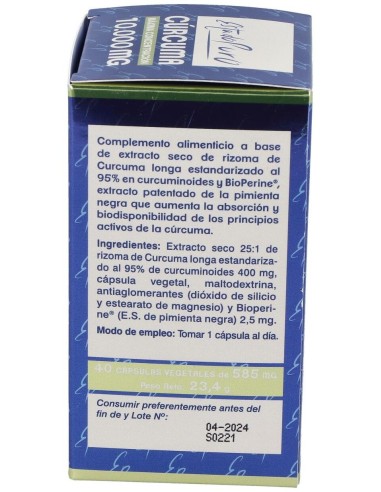 Estado Puro
CÚRCUMA
10.000MG
Complemento alimenticio a base
de extracto seco de rizoma de
Curcuma longa estandarizado al
95% en curcuminoides y BioPerine®,
extracto patentado de la pimienta
negra que aumenta la absorción y
biodisponibilidad de los principios
activos de la cúrcuma.
Ingredientes: Extracto seco 25:1 de
rizoma de Curcuma longa estandariza-
do al 95% de curcuminoides 400 mg,
cápsula vegetal, maltodextrina,
antiaglomerantes (dióxido de silicio
y estearato de magnesio) y Bioperi-
ne® (E.S. de pimienta negra) 2,5 mg.
Modo de empleo: Tomar 1 cápsula al día.
40 CÁPSULAS VEGETALES DE 585 MG
Peso Neto: 23,4 g
Consumir preferentemente antes del
fin de y Lote Nº:
04-2024
S0221